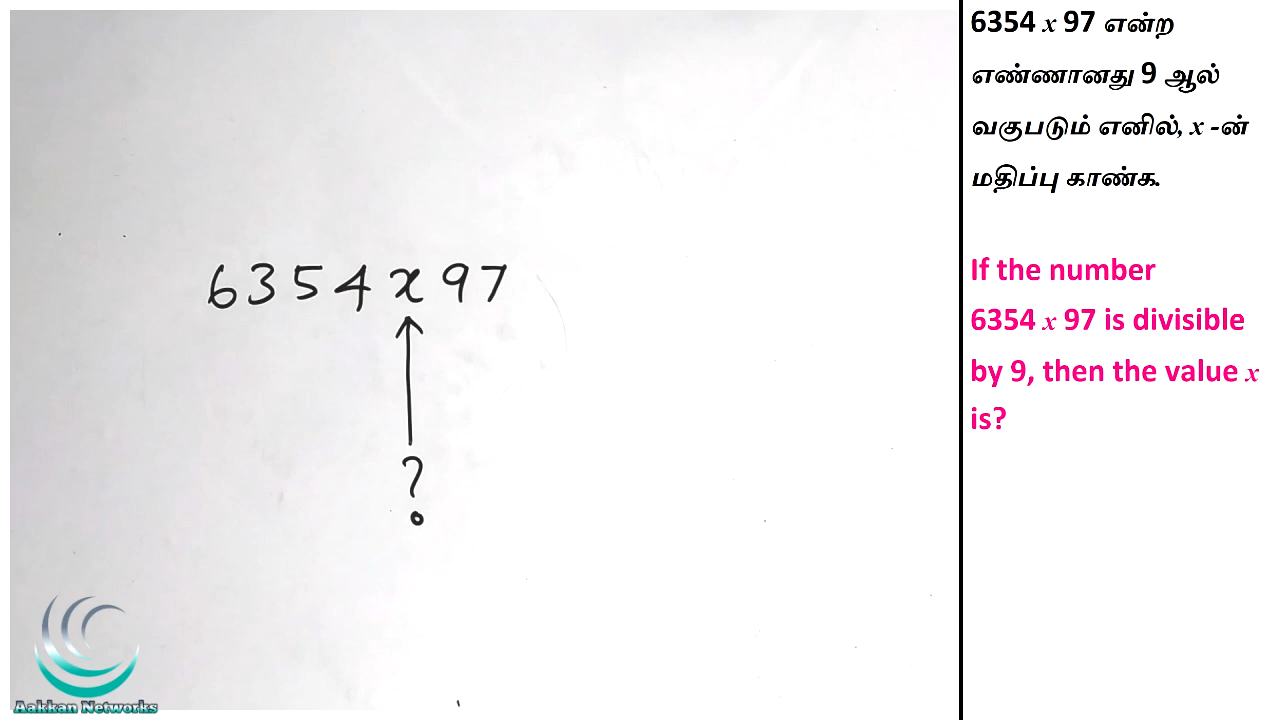 6354x97
?
6354 x 97 என்ற
எண்ணானது 9 ஆல்
வகுபடும் எனில், x -ன்
மதிப்பு காண்க.
If the number
6354 x 97 is divisible
by 9, then the value x
is?
Aakkan Networks